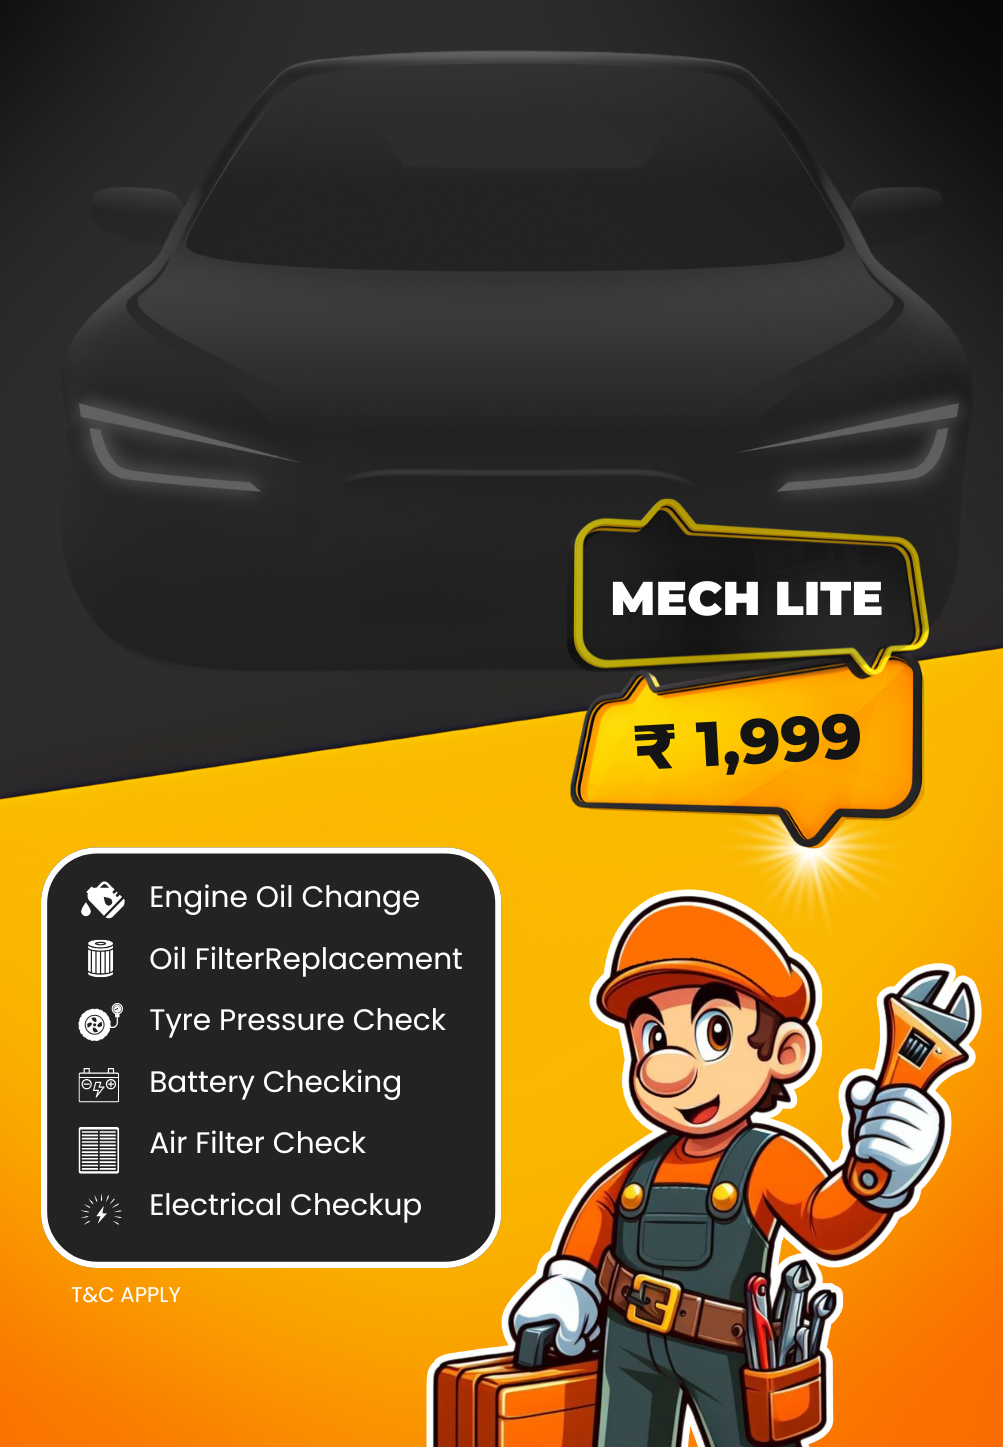 MECH LITE
₹ 1,999
Engine Oil Change
Oil FilterReplacement
Tyre Pressure Check
Battery Checking
Air Filter Check
Electrical Checkup
T&C APPLY